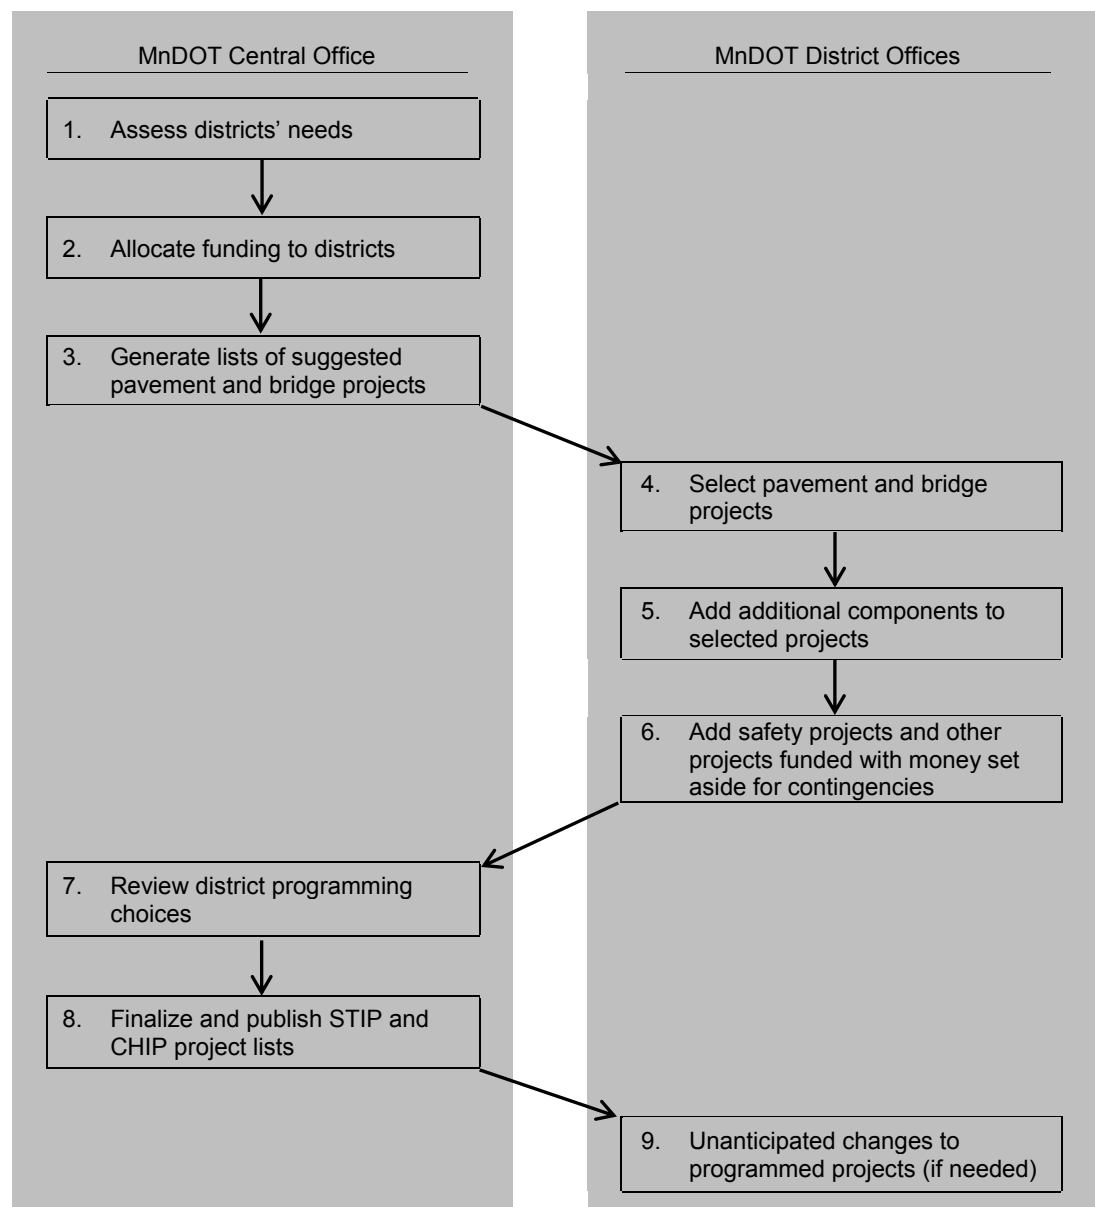 MnDOT Central Office
MnDOT District Offices
1. Assess districts’ needs
2. Allocate funding to districts
3. Generate lists of suggested
pavement and bridge projects
4. Select pavement and bridge
projects
5. Add additional components to
selected projects
6. Add safety projects and other
projects funded with money set
aside for contingencies
7. Review district programming
choices
8. Finalize and publish STIP and
CHIP project lists
9. Unanticipated changes to
programmed projects (if needed)